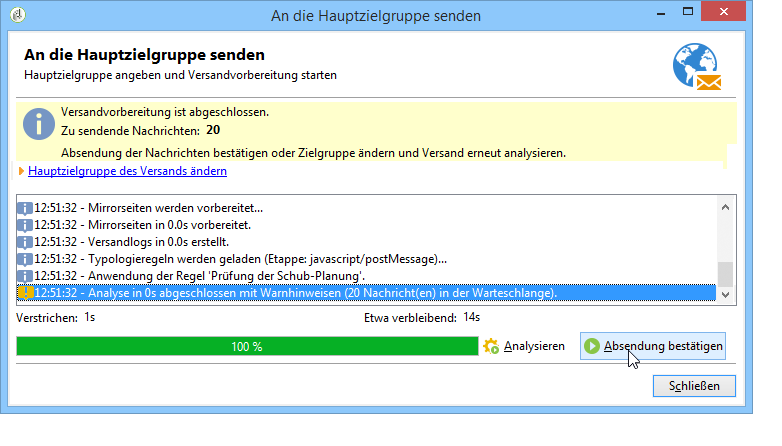 An die Hauptzielgruppe senden
An die Hauptzielgruppe senden
Hauptzielgruppe angeben und Versandvorbereitung starten
Versandvorbereitung ist abgeschlossen.
Zu sendende Nachrichten: 20
Absendung der Nachrichten bestätigen oder Zielgruppe ändern und Versand erneut analysieren.
Hauptzielgruppe des Versands ändern
12:51:32 - Mirrorseiten werden vorbereitet...
12:51:32 - Mirrorseiten in 0.0s vorbereitet.
12:51:32 - Versandlogs in 0.0s erstellt.
12:51:32 - Typologieregeln werden geladen (Etappe: javascript/postMessage)...
12:51:32 - Anwendung der Regel 'Prüfung der Schub-Planung'.
12:51:32 - Analyse in 0s abgeschlossen mit Warnhinweisen (20 Nachricht(en) in der Warteschlange).
Verstrichen: 1s Etwa verbleibend: 14s
100 % Analysieren Absendung bestätigen
Schließen